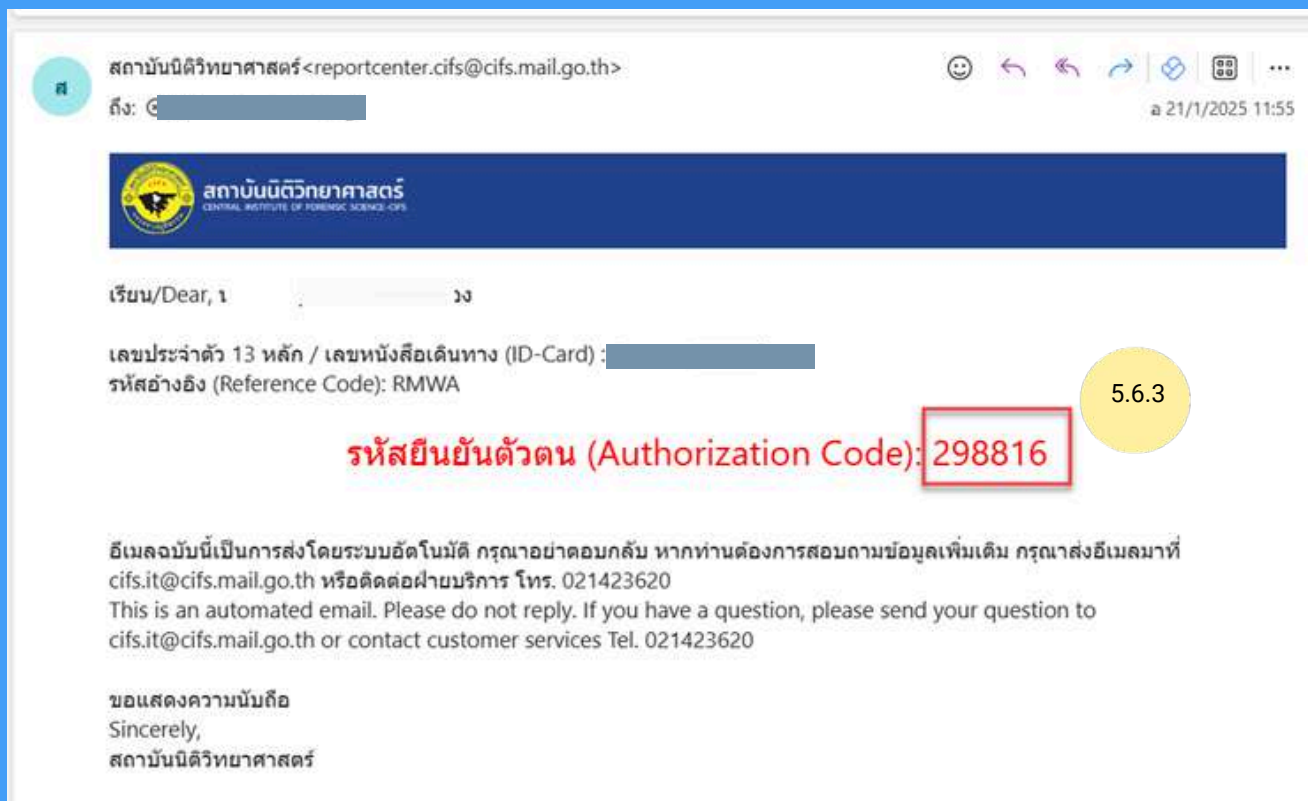 สถาบันนิติวิทยาศาสตร์<reportcenter.cifs@cifs.mail.go.th>
ส
ถึง:
อ 21/1/2025 11:55
สถาบันนิติวิทยาศาสตร์
CENTRAL INSTITUTE OF FORENSIC SCIENCE-CIFS
เรียน/Dear, น วง
เลขประจำตัว 13 หลัก / เลขหนังสือเดินทาง (ID-Card) :
รหัสอ้างอิง (Reference Code): RMWA
5.6.3
รหัสยืนยันตัวตน (Authorization Code): 298816
อีเมลฉบับนี้เป็นการส่งโดยระบบอัตโนมัติ กรุณาอย่าตอบกลับ หากท่านต้องการสอบถามข้อมูลเพิ่มเติม กรุณาส่งอีเมลมาที่
cifs.it@cifs.mail.go.th หรือติดต่อฝ่ายบริการ โทร. 021423620
This is an automated email. Please do not reply. If you have a question, please send your question to
cifs.it@cifs.mail.go.th or contact customer services Tel. 021423620
ขอแสดงความนับถือ
Sincerely,
สถาบันนิติวิทยาศาสตร์